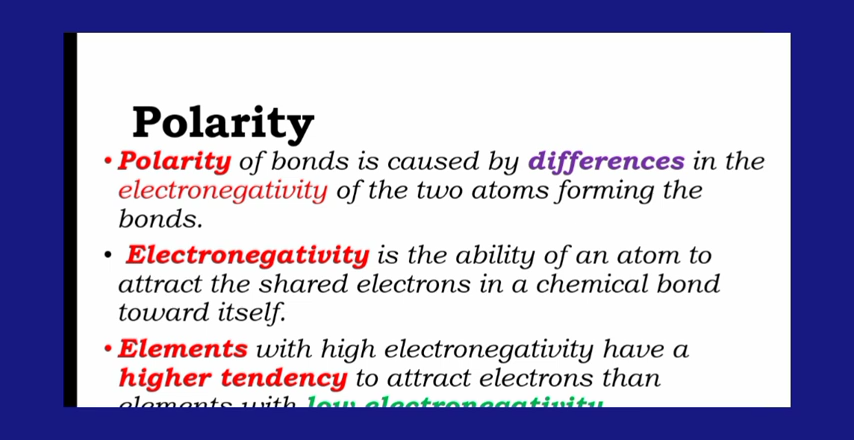 Polarity
• Polarity of bonds is caused by differences in the
electronegativity of the two atoms forming the
bonds.
• Electronegativity is the ability of an atom to
attract the shared electrons in a chemical bond
toward itself.
• Elements with high electronegativity have a
higher tendency to attract electrons than
elements with low electronegativity